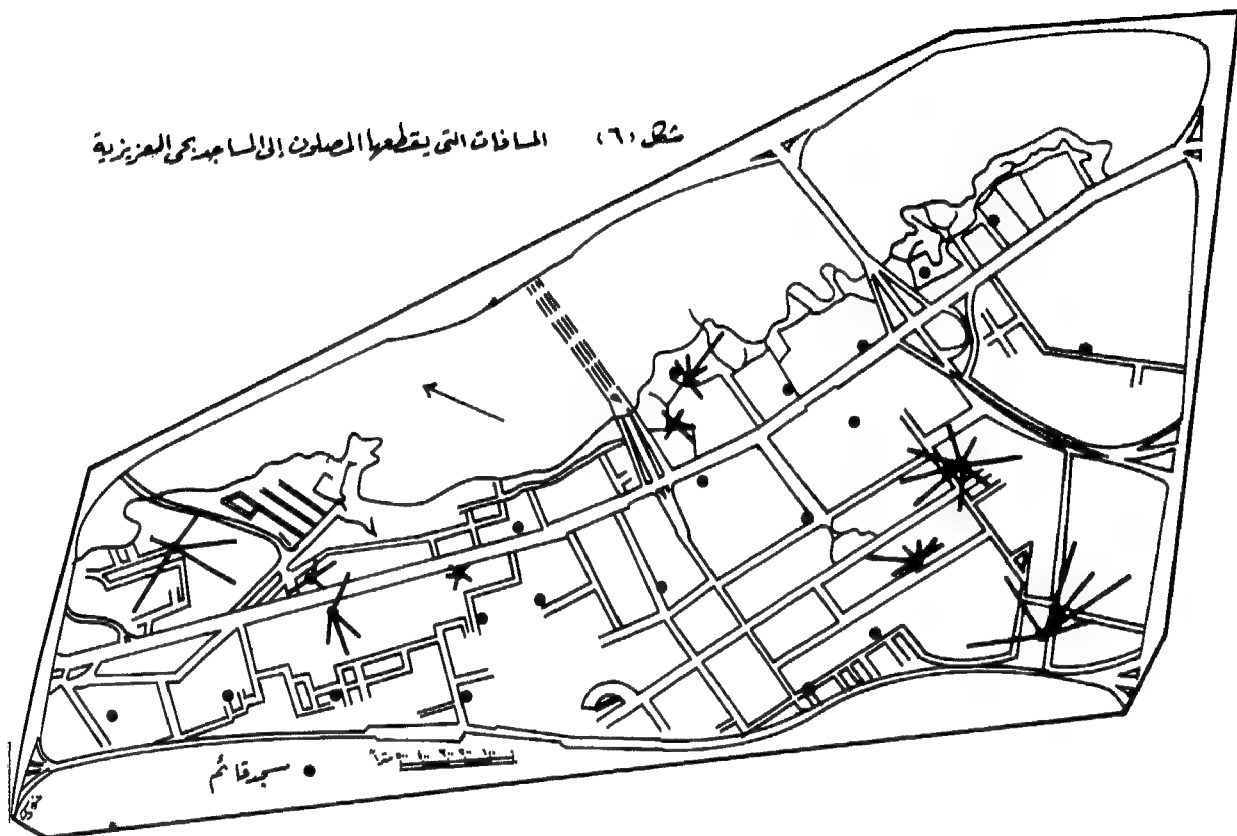 شكل (٦) المسافات التي يقطعها المصلون إلى المساجد بحي العزيزية
مسجد قائم